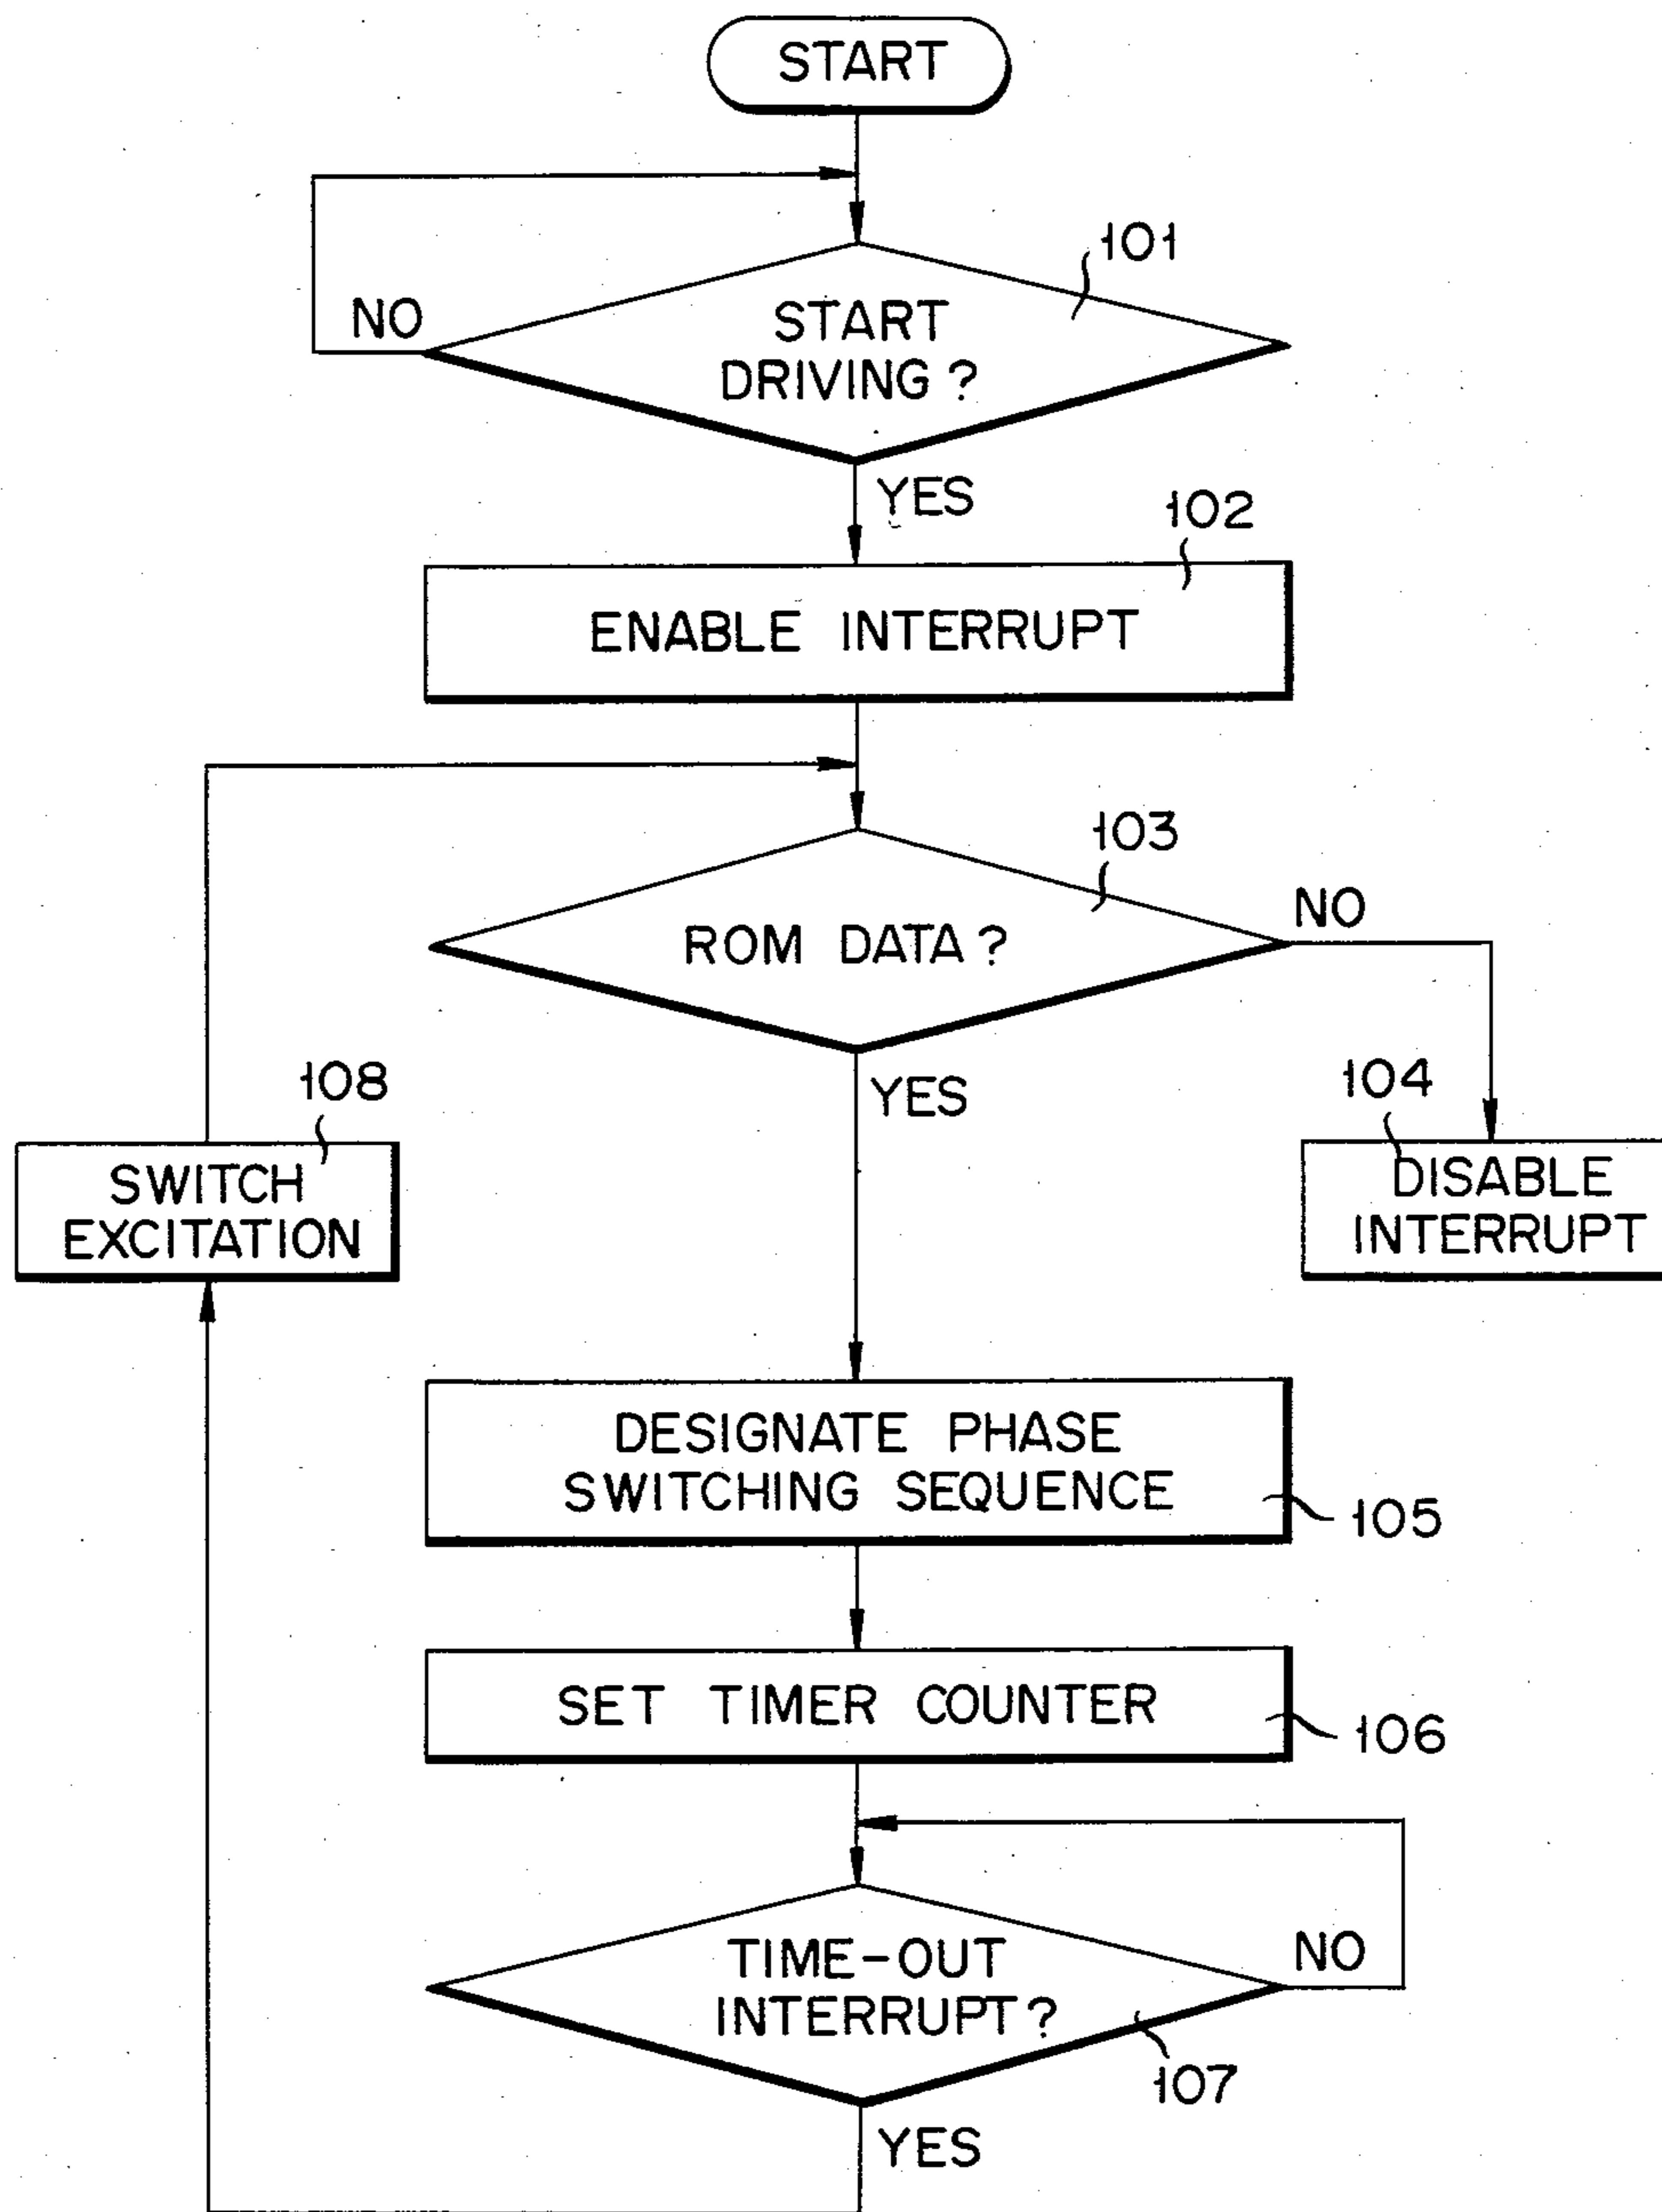 START
101
NO
START
DRIVING?
YES
102
ENABLE INTERRUPT
103
NO
ROM DATA?
YES
108
104
SWITCH
EXCITATION
DISABLE
INTERRUPT
DESIGNATE PHASE
SWITCHING SEQUENCE
105
SET TIMER COUNTER
106
TIME-OUT
INTERRUPT?
NO
107
YES